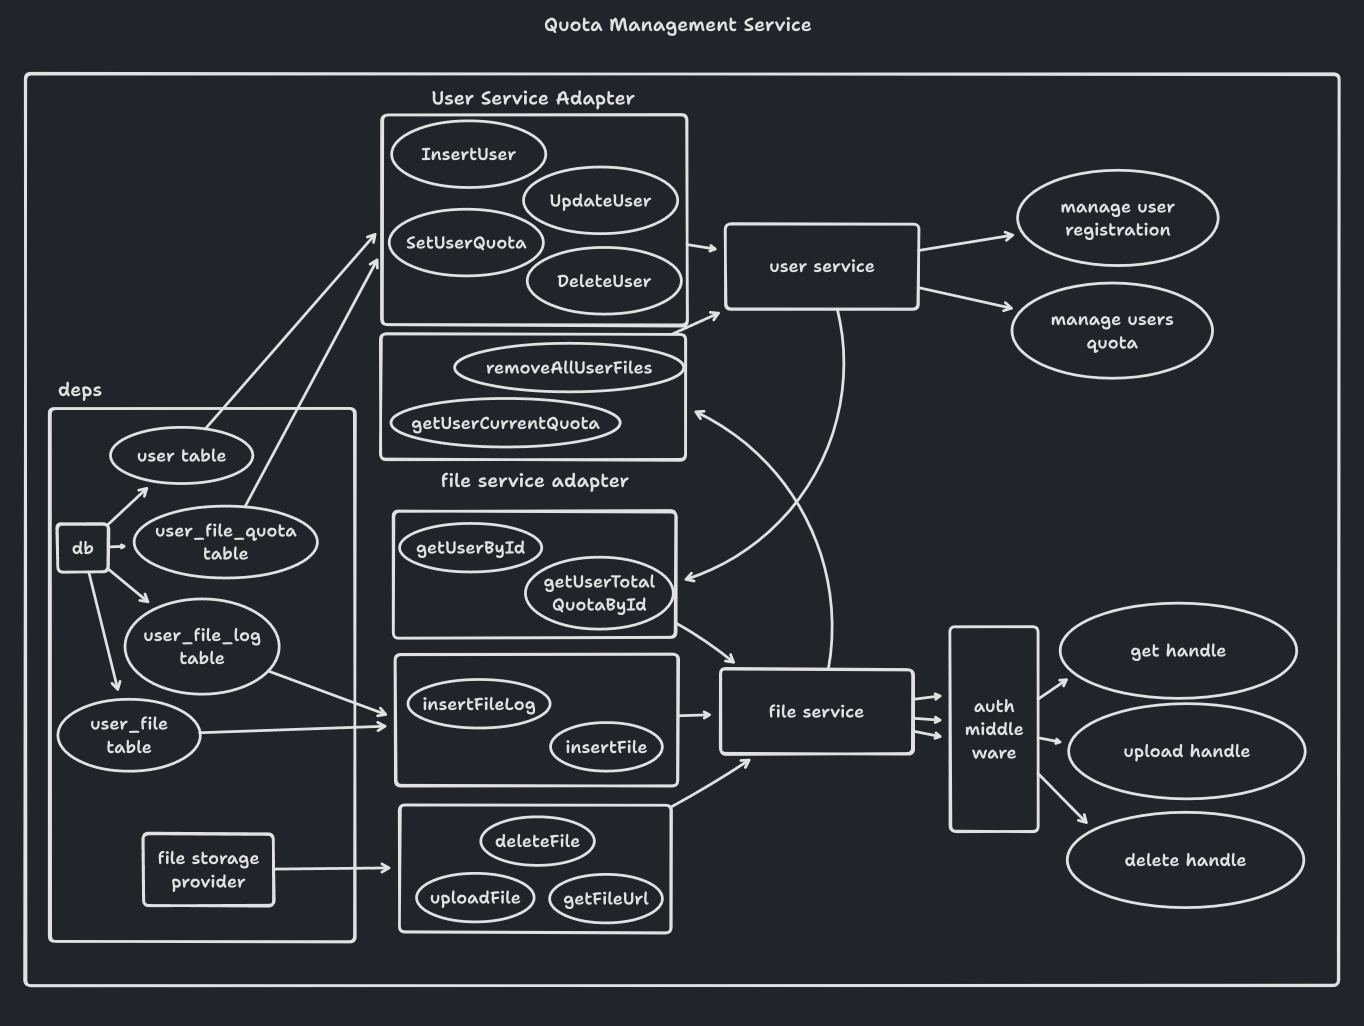 Quota Management Service
User Service Adapter
InsertUser
UpdateUser
SetUserQuota
DeleteUser
user service
manage user
registration
manage users
quota
removeAllUserFiles
getUserCurrentQuota
deps
user table
db
user_file_quota
table
user_file_log
table
user_file
table
file storage
provider
file service adapter
getUserById
getUserTotal
QuotaById
insertFileLog
insertFile
deleteFile
uploadFile
getFileUrl
file service
auth
middle
ware
get handle
upload handle
delete handle